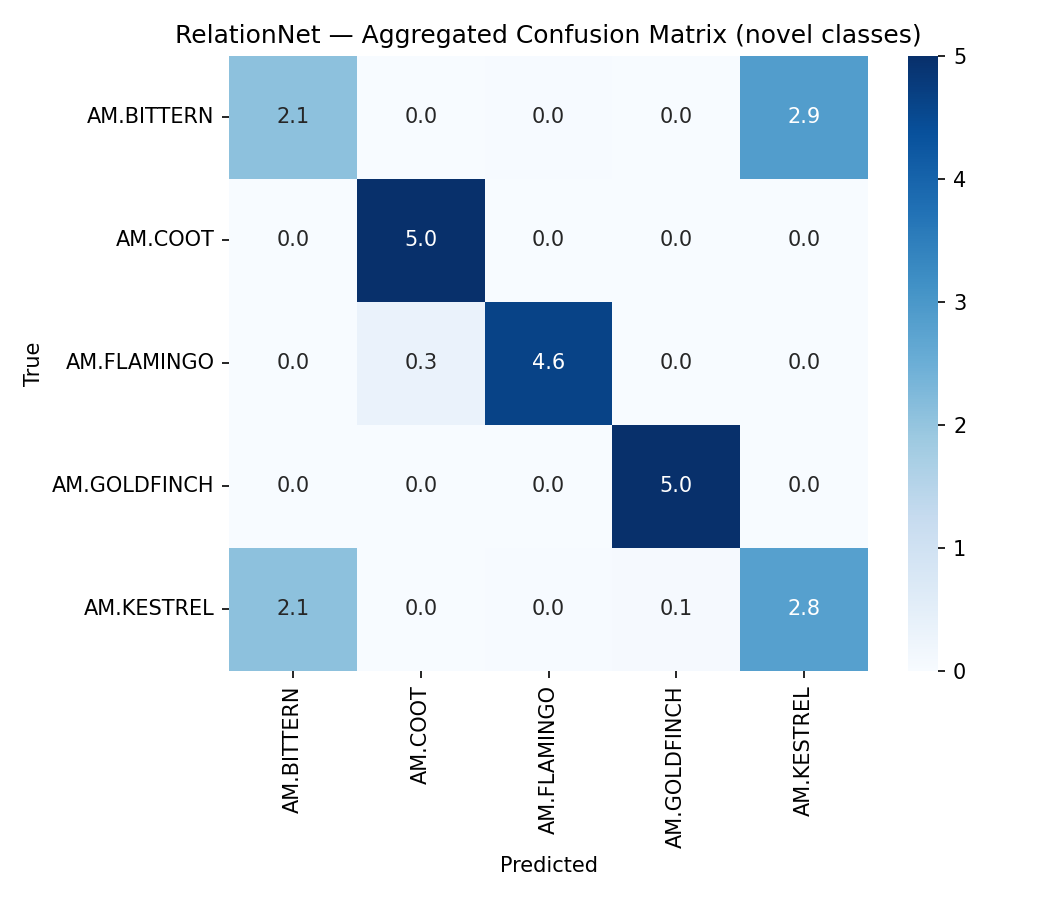 RelationNet — Aggregated Confusion Matrix (novel classes)
AM.BITTERN 2.1 0.0 0.0 0.0 2.9
AM.COOT 0.0 5.0 0.0 0.0 0.0
AM.FLAMINGO 0.0 0.3 4.6 0.0 0.0
AM.GOLDFINCH 0.0 0.0 0.0 5.0 0.0
AM.KESTREL 2.1 0.0 0.0 0.1 2.8
True
AM.BITTERN
AM.COOT
AM.FLAMINGO
AM.GOLDFINCH
AM.KESTREL
Predicted
5
4
3
2
1
0